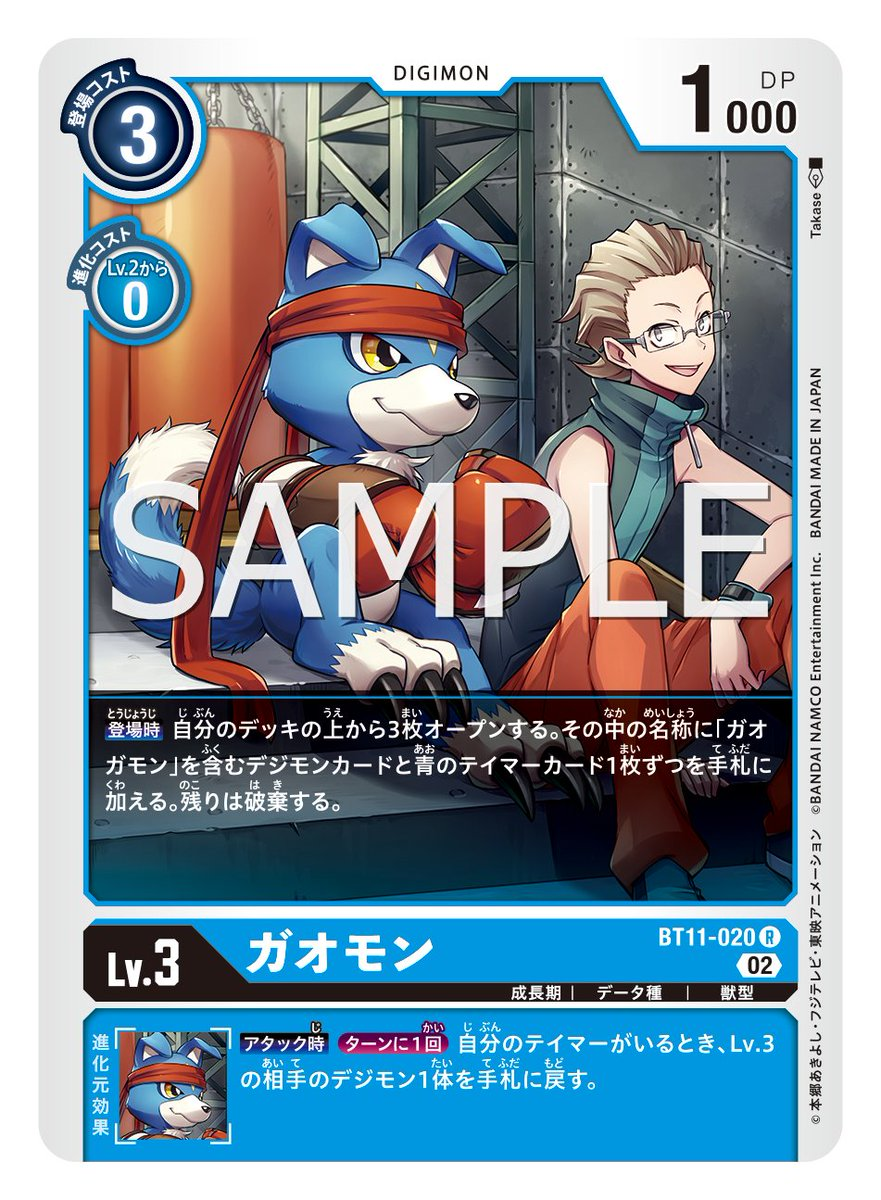 DIGIMON
登場コスト
3
1000
DP
進化コスト
Lv.2から
0
Takase
SAMPLE
登場時 自分のデッキの上から3枚オープンする。その中の名称に「ガオ
ガモン」を含むデジモンカードと青のテイマーカード1枚ずつを手札に
加える。残りは破棄する。
Lv.3
ガオモン
BT11-020 R
02
成長期 | データ種 | 獣型
進化元効果
アタック時 ターンに1回 自分のテイマーがいるとき、Lv.3
の相手のデジモン1体を手札に戻す。
©本郷あきよし・フジテレビ・東映アニメーション ©BANDAI NAMCO Entertainment Inc. BANDAI MADE IN JAPAN